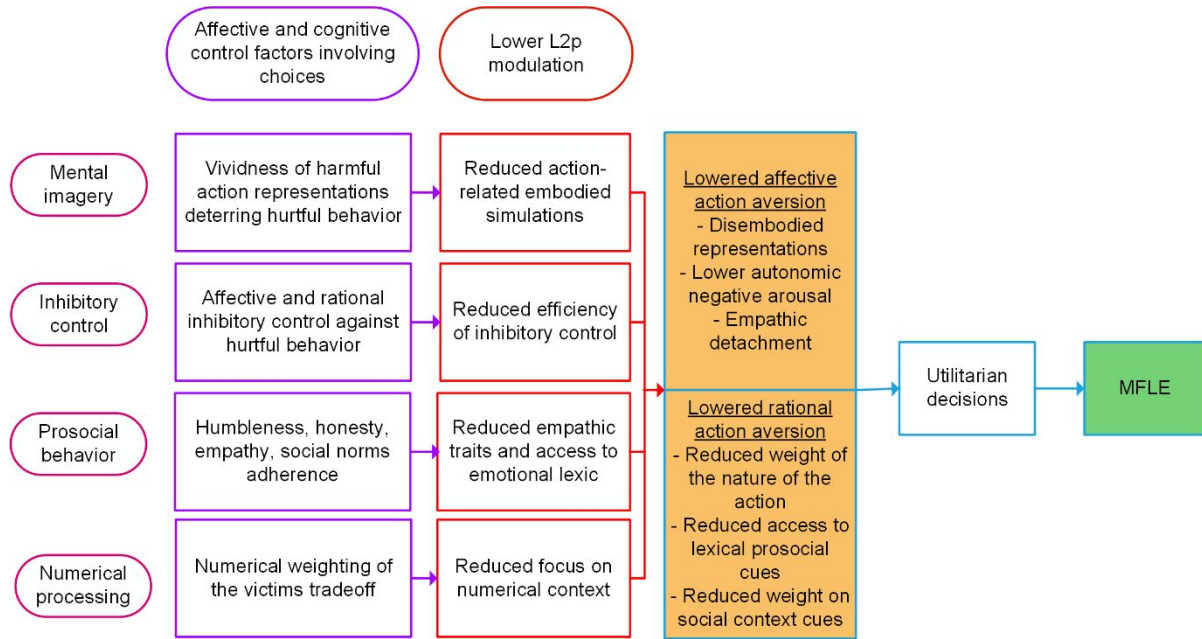 Affective and cognitive
control factors involving
choices
Lower L2p
modulation
Mental
imagery
Vividness of harmful
action representations
deterring hurtful behavior
Reduced action-
related embodied
simulations
Inhibitory
control
Affective and rational
inhibitory control against
hurtful behavior
Reduced efficiency
of inhibitory control
Prosocial
behavior
Humbleness, honesty,
empathy, social norms
adherence
Reduced empathic
traits and access to
emotional lexic
Numerical
processing
Numerical weighting of
the victims tradeoff
Reduced focus on
numerical context
Lowered affective
action aversion
- Disembodied
representations
- Lower autonomic
negative arousal
- Empathic
detachment
Lowered rational
action aversion
- Reduced weight of
the nature of the
action
- Reduced access to
lexical prosocial
cues
- Reduced weight on
social context cues
Utilitarian
decisions
MFLE